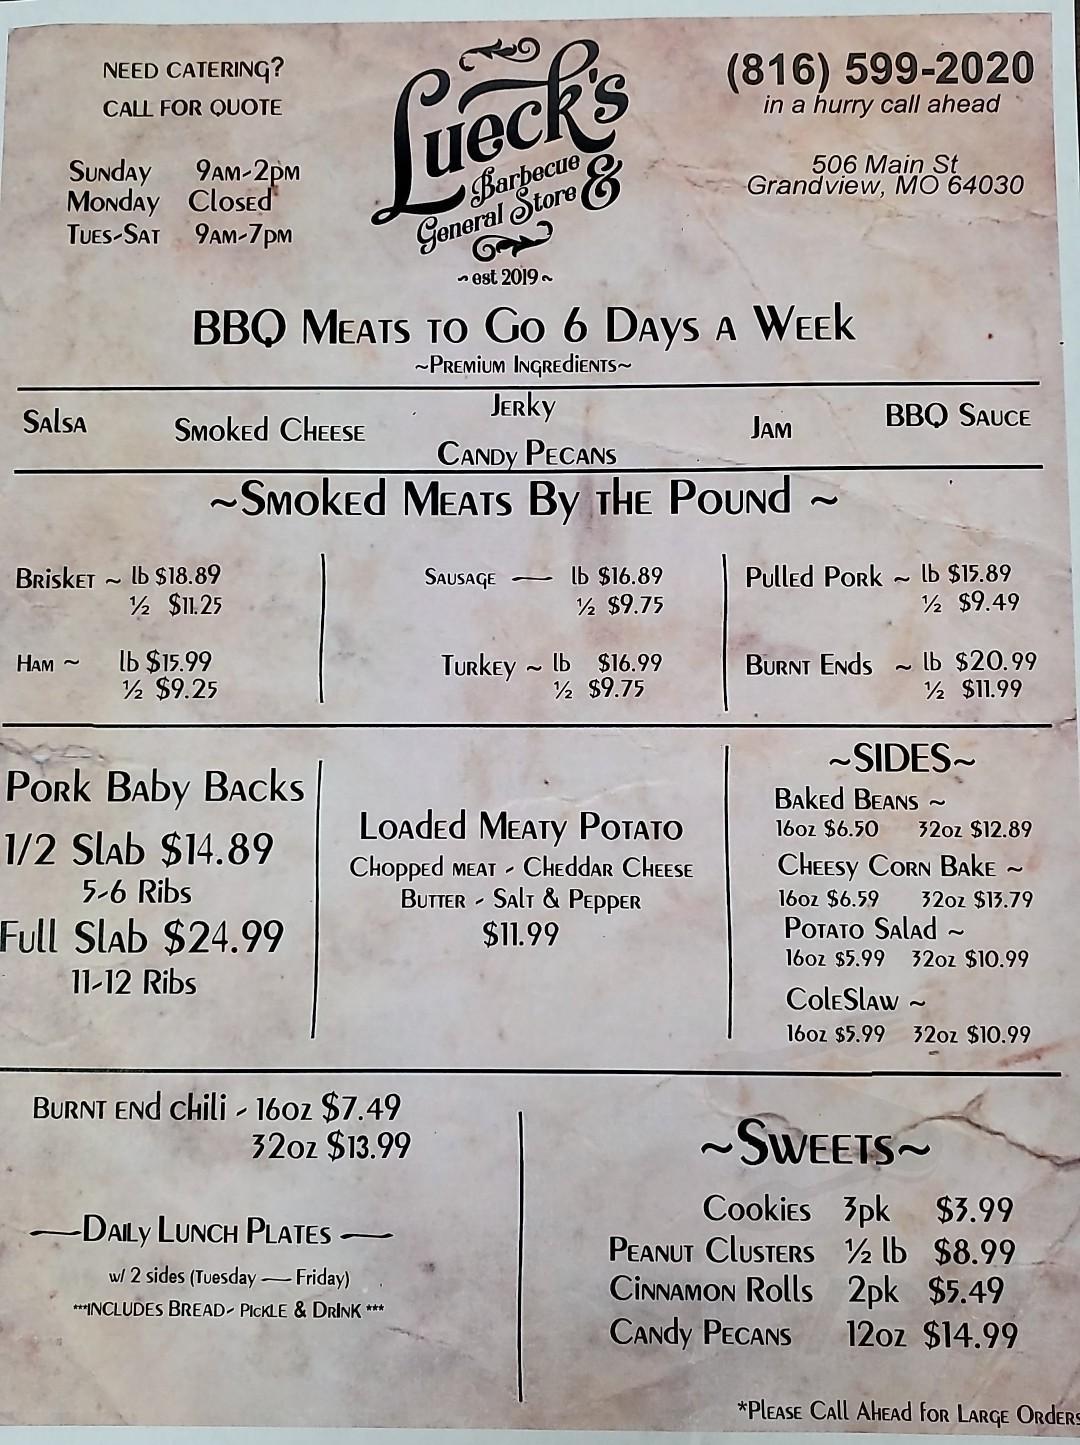 NEED CATERING?
CALL FOR QUOTE
Sunday 9am-2pm
Monday Closed
Tues-Sat 9am-7pm
Lueck's
Barbecue &
General Store
~ est 2019 ~
(816) 599-2020
in a hurry call ahead
506 Main St
Grandview, MO 64030
BBQ Meats to Go 6 Days a Week
~Premium Ingredients~
Salsa Smoked Cheese Jerky Jam BBQ Sauce
Candy Pecans
~Smoked Meats By the Pound ~
Brisket ~ lb $18.89
½ $11.25
Ham ~ lb $15.99
½ $9.25
Sausage — lb $16.89
½ $9.75
Turkey ~ lb $16.99
½ $9.75
Pulled Pork ~ lb $15.89
½ $9.49
Burnt Ends ~ lb $20.99
½ $11.99
Pork Baby Backs
1/2 Slab $14.89
5-6 Ribs
Full Slab $24.99
11-12 Ribs
Loaded Meaty Potato
Chopped meat - Cheddar Cheese
Butter - Salt & Pepper
$11.99
~SIDES~
Baked Beans ~
16oz $6.50 32oz $12.89
Cheesy Corn Bake ~
16oz $6.59 32oz $13.79
Potato Salad ~
16oz $5.99 32oz $10.99
ColeSlaw ~
16oz $5.99 32oz $10.99
Burnt end chili - 16oz $7.49
32oz $13.99
—Daily Lunch Plates —
w/ 2 sides (Tuesday — Friday)
***INCLUDES BREAD- PICKLE & DRINK ***
~Sweets~
Cookies 3pk $3.99
Peanut Clusters ½ lb $8.99
Cinnamon Rolls 2pk $5.49
Candy Pecans 12oz $14.99
*Please Call Ahead for Large Orders